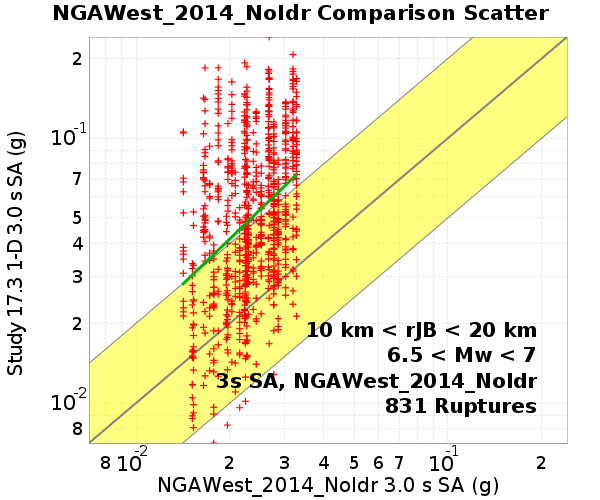 NGAWest_2014_NoIdr Comparison Scatter
Study 17.3 1-D 3.0 s SA (g)
2
10^-1
7
5
4
3
2
10^-2
8
10 km < rJB < 20 km
6.5 < Mw < 7
3s SA, NGAWest_2014_NoIdr
831 Ruptures
8 10^-2 2 3 4 5 6 7 10^-1 2
NGAWest_2014_NoIdr 3.0 s SA (g)